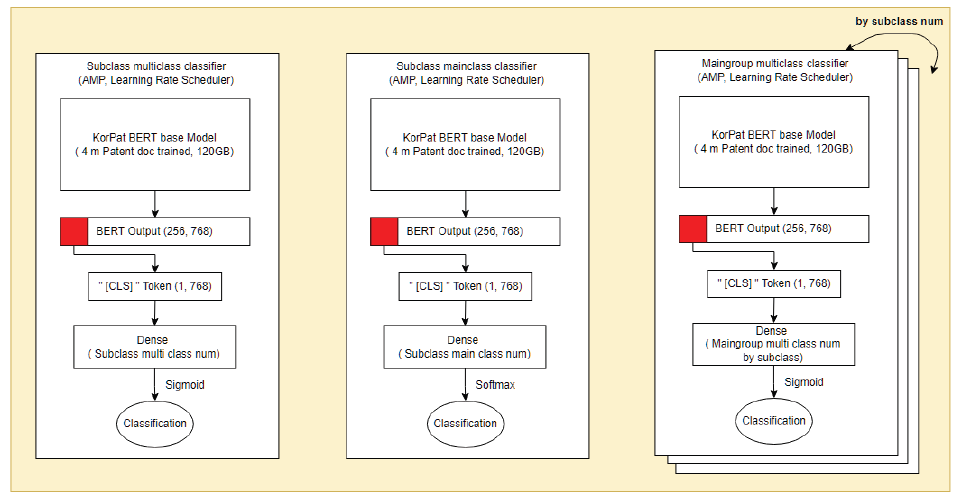 by subclass num
Subclass multiclass classifier
(AMP, Learning Rate Scheduler)
KorPat BERT base Model
( 4 m Patent doc trained, 120GB)
BERT Output (256, 768)
" [CLS] " Token (1, 768)
Dense
( Subclass multi class num)
Sigmoid
Classification
Subclass mainclass classifier
(AMP, Learning Rate Scheduler)
KorPat BERT base Model
( 4 m Patent doc trained, 120GB)
BERT Output (256, 768)
" [CLS] " Token (1, 768)
Dense
( Subclass main class num)
Softmax
Classification
Maingroup multiclass classifier
(AMP, Learning Rate Scheduler)
KorPat BERT base Model
( 4 m Patent doc trained, 120GB)
BERT Output (256, 768)
" [CLS] " Token (1, 768)
Dense
( Maingroup multi class num
by subclass)
Sigmoid
Classification